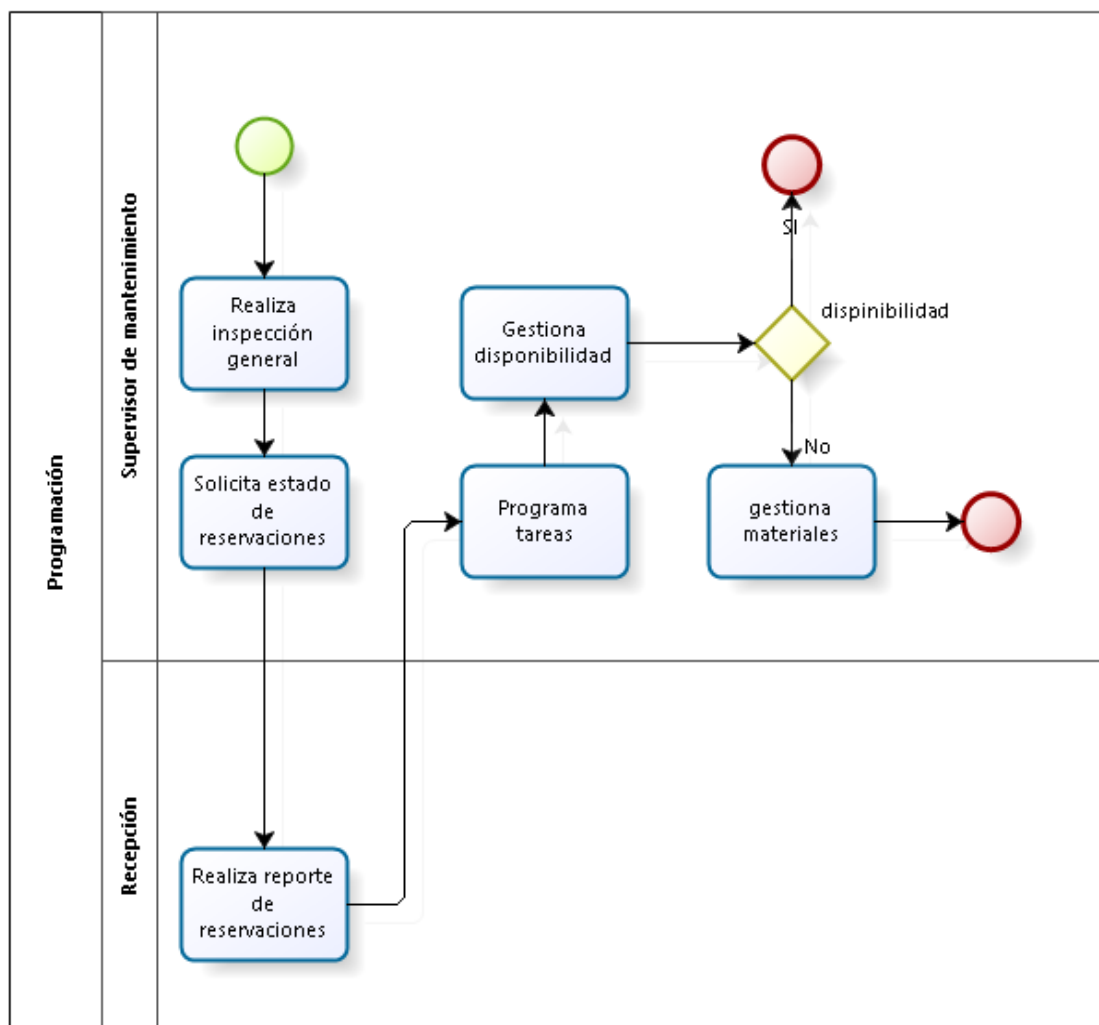 Programación
Supervisor de mantenimiento
Recepción
Realiza
inspección
general
Solicita estado
de
reservaciones
Realiza reporte
de
reservaciones
Programa
tareas
Gestiona
disponibilidad
dispinibilidad
SI
No
gestiona
materiales